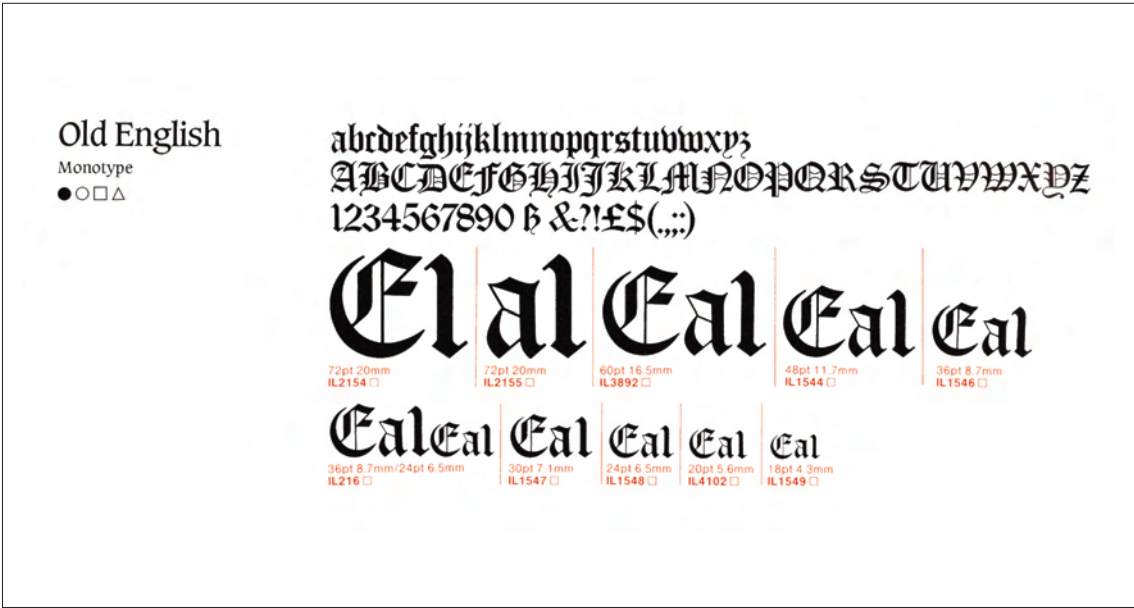 Old English
Monotype
abcdefghijklmnopqrstuvwxyz
ABCDEFGHIJKLMNOPQRSTUVWXYZ
1234567890 ß &?!£$(.,;:)
El al Eal Eal Eal
72pt 20mm 72pt 20mm 60pt 16.5mm 48pt 11.7mm 36pt 8.7mm
IL2154 IL2155 IL3892 IL1544 IL1546
Eal Eal Eal Eal Eal Eal
36pt 8.7mm/24pt 6.5mm 30pt 7.1mm 24pt 6.5mm 20pt 5.6mm 18pt 4.3mm
IL216 IL1547 IL1548 IL4102 IL1549